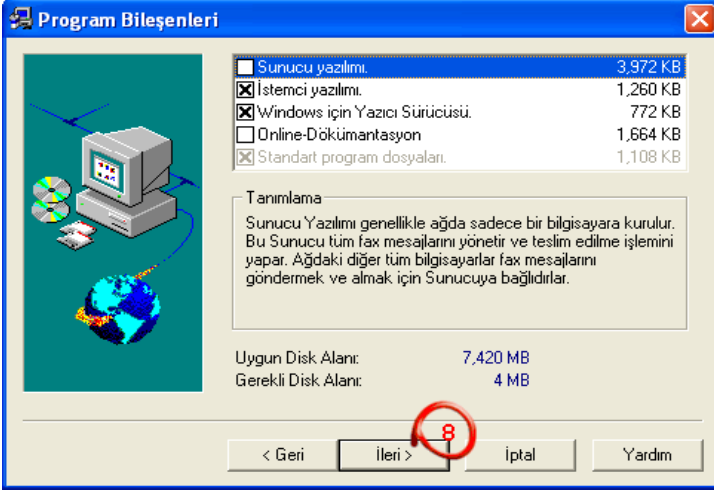 Program Bileşenleri
Sunucu yazılımı. 3,972 KB
İstemci yazılımı. 1,260 KB
Windows için Yazıcı Sürücüsü. 772 KB
Online-Dökümantasyon 1,664 KB
Standart program dosyaları. 1,108 KB
Tanımlama
Sunucu Yazılımı genellikle ağda sadece bir bilgisayara kurulur.
Bu Sunucu tüm fax mesajlarını yönetir ve teslim edilme işlemini
yapar. Ağdaki diğer tüm bilgisayarlar fax mesajlarını
göndermek ve almak için Sunucuya bağlıdırlar.
Uygun Disk Alanı: 7,420 MB
Gerekli Disk Alanı: 4 MB
8
< Geri İleri > İptal Yardım